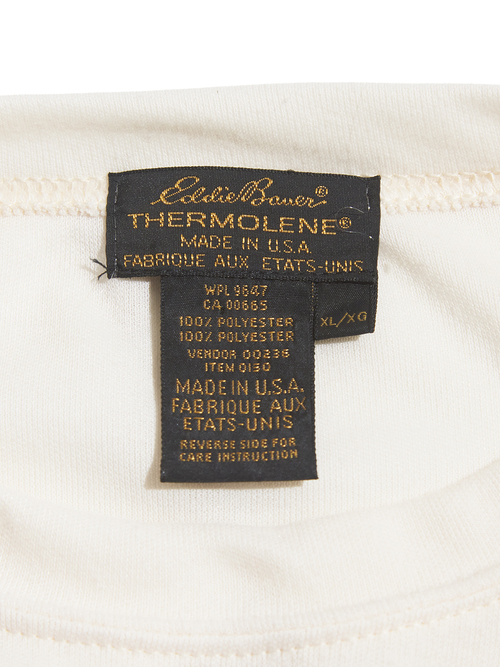 Eddie Bauer®
THERMOLENE®
MADE IN U.S.A.
FABRIQUE AUX ETATS-UNIS
XL/XG
WPL 9647
CA 00665
100% POLYESTER
100% POLYESTER
VENDOR 00236
ITEM 0130
MADE IN U.S.A.
FABRIQUE AUX
ETATS-UNIS
REVERSE SIDE FOR
CARE INSTRUCTION